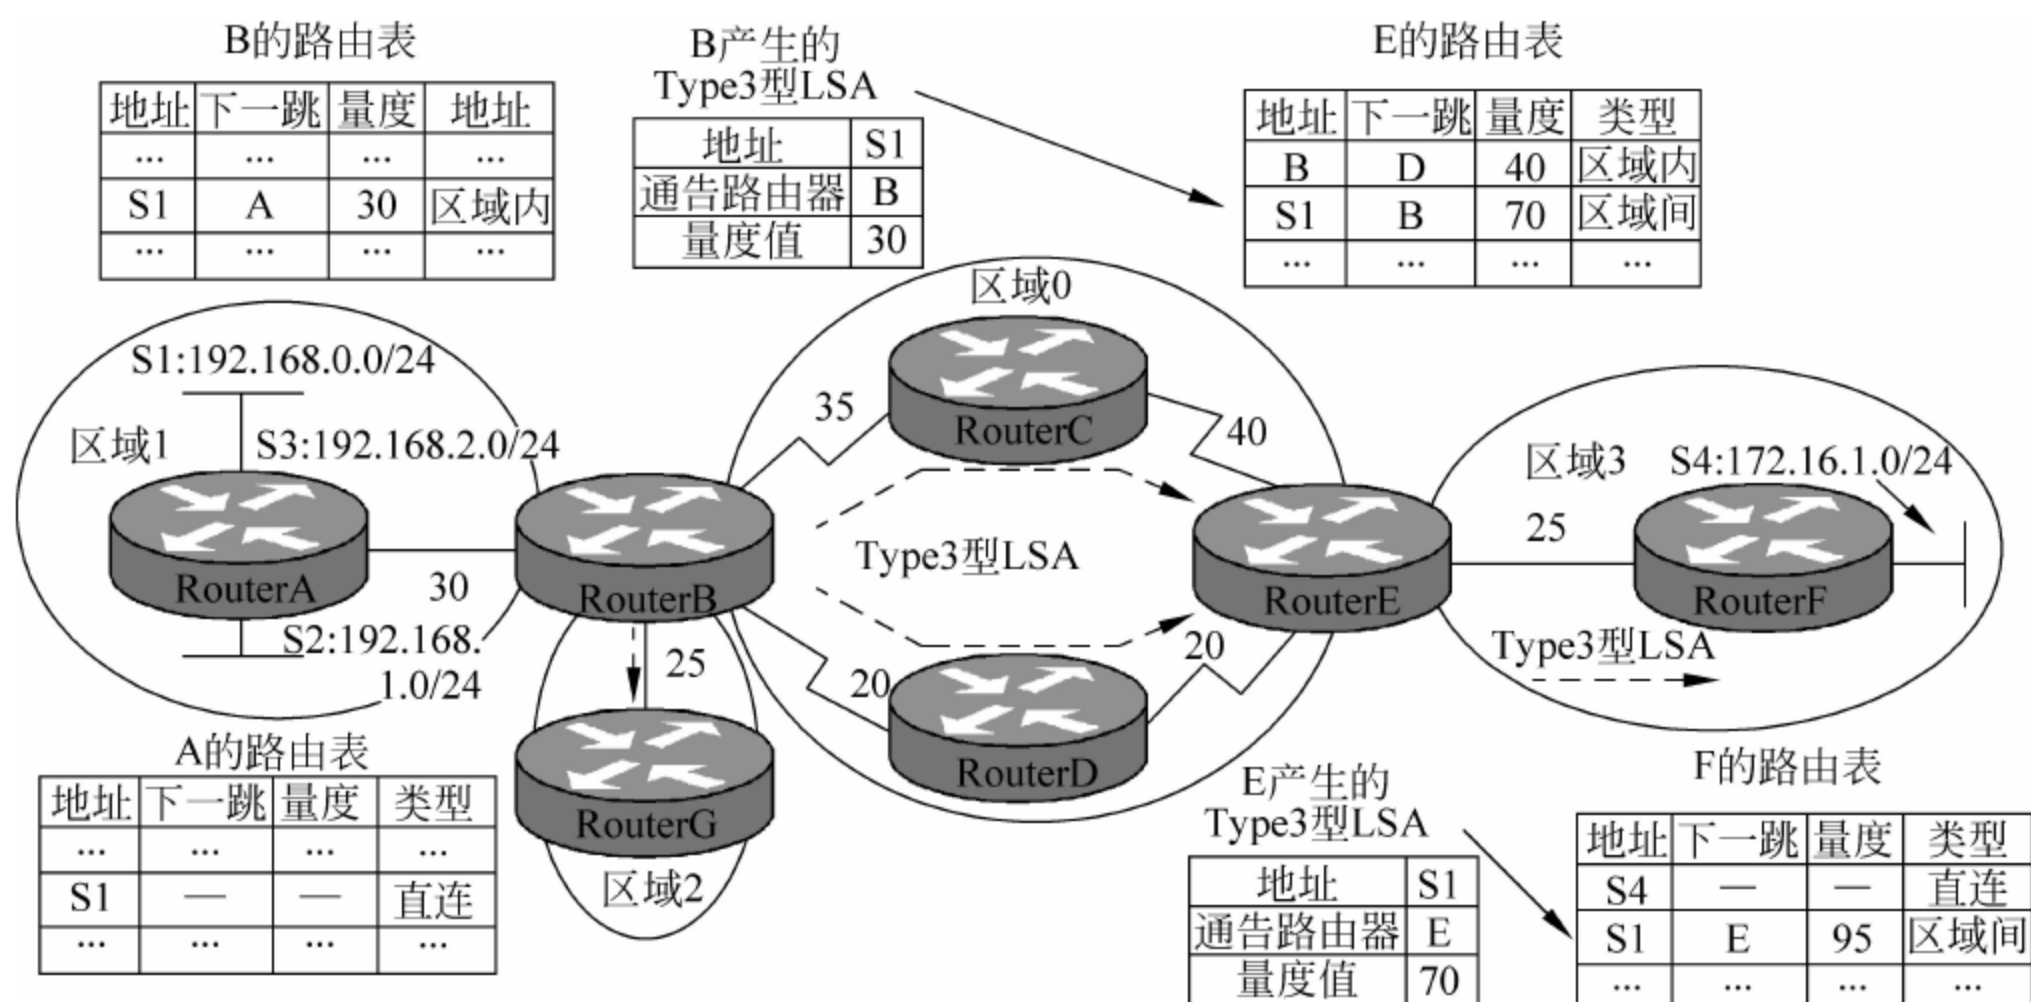 B的路由表
地址 下一跳 量度 地址
... ... ... ...
S1 A 30 区域内
... ... ... ...
B产生的
Type3型LSA
地址 S1
通告路由器 B
量度值 30
E的路由表
地址 下一跳 量度 类型
B D 40 区域内
S1 B 70 区域间
... ... ... ...
区域0
S1:192.168.0.0/24
区域1
S3:192.168.2.0/24
RouterA
30
S2:192.168.
1.0/24
RouterB
35
RouterC
40
Type3型LSA
20
RouterD
20
RouterE
25
区域3
S4:172.16.1.0/24
RouterF
Type3型LSA
25
RouterG
区域2
A的路由表
地址 下一跳 量度 类型
... ... ... ...
S1 — — 直连
... ... ... ...
E产生的
Type3型LSA
地址 S1
通告路由器 E
量度值 70
F的路由表
地址 下一跳 量度 类型
S4 — — 直连
S1 E 95 区域间
... ... ... ...